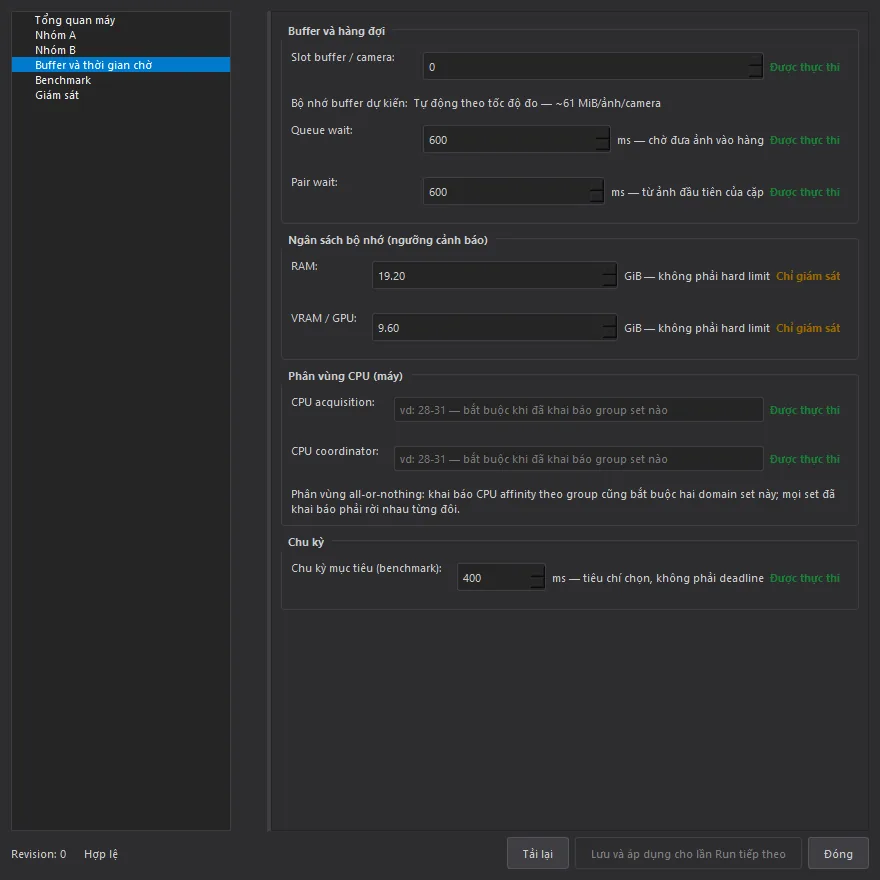 Tổng quan máy
Nhóm A
Nhóm B
Buffer và thời gian chờ
Benchmark
Giám sát
Buffer và hàng đợi
Slot buffer / camera:
0
Được thực thi
Bộ nhớ buffer dự kiến: Tự động theo tốc độ đo — ~61 MiB/ảnh/camera
Queue wait:
600
ms — chờ đưa ảnh vào hàng
Được thực thi
Pair wait:
600
ms — từ ảnh đầu tiên của cặp
Được thực thi
Ngân sách bộ nhớ (ngưỡng cảnh báo)
RAM:
19.20
GiB — không phải hard limit
Chỉ giám sát
VRAM / GPU:
9.60
GiB — không phải hard limit
Chỉ giám sát
Phân vùng CPU (máy)
CPU acquisition:
vd: 28-31 — bắt buộc khi đã khai báo group set nào
Được thực thi
CPU coordinator:
vd: 28-31 — bắt buộc khi đã khai báo group set nào
Được thực thi
Phân vùng all-or-nothing: khai báo CPU affinity theo group cũng bắt buộc hai domain set này; mọi set đã
khai báo phải rời nhau từng đôi.
Chu kỳ
Chu kỳ mục tiêu (benchmark):
400
ms — tiêu chí chọn, không phải deadline
Được thực thi
Revision: 0
Hợp lệ
Tải lại
Lưu và áp dụng cho lần Run tiếp theo
Đóng